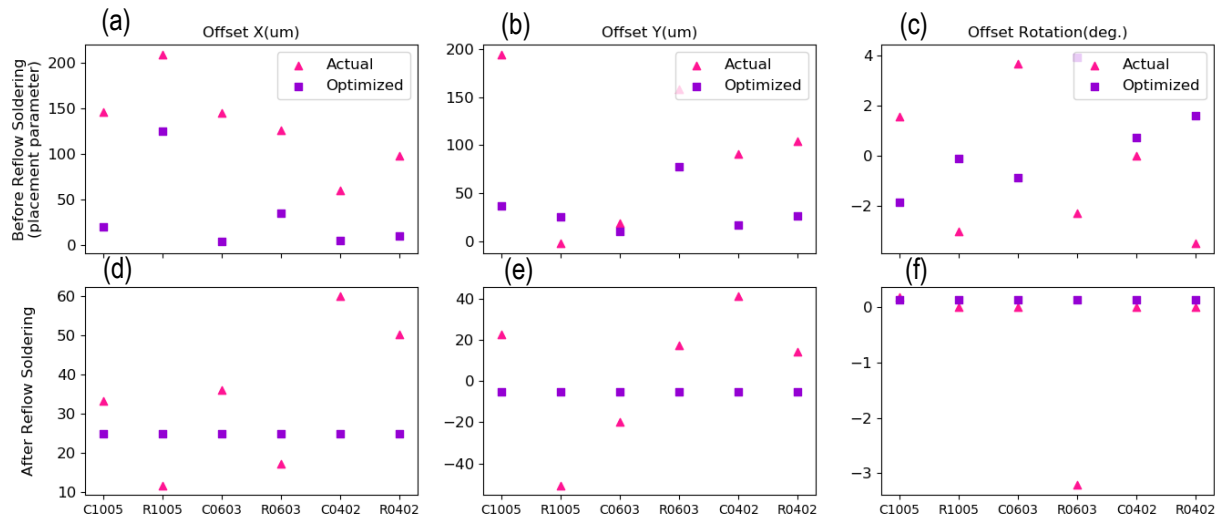 (a)
(b)
(c)
Offset X(um)
Offset Y(um)
Offset Rotation(deg.)
Before Reflow Soldering
(placement parameter)
200
150
100
50
0
Actual
Optimized
200
150
100
50
0
Actual
Optimized
4
2
0
−2
Actual
Optimized
(d)
(e)
(f)
After Reflow Soldering
60
50
40
30
20
10
C1005 R1005 C0603 R0603 C0402 R0402
40
20
0
−20
−40
C1005 R1005 C0603 R0603 C0402 R0402
0
−1
−2
−3
C1005 R1005 C0603 R0603 C0402 R0402